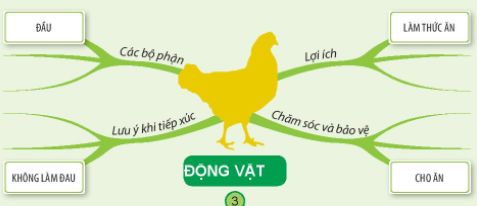 ĐẦU
LÀM THỨC ĂN
Các bộ phận
Lợi ích
Lưu ý khi tiếp xúc
Chăm sóc và bảo vệ
KHÔNG LÀM ĐAU
ĐỘNG VẬT
CHO ĂN
3